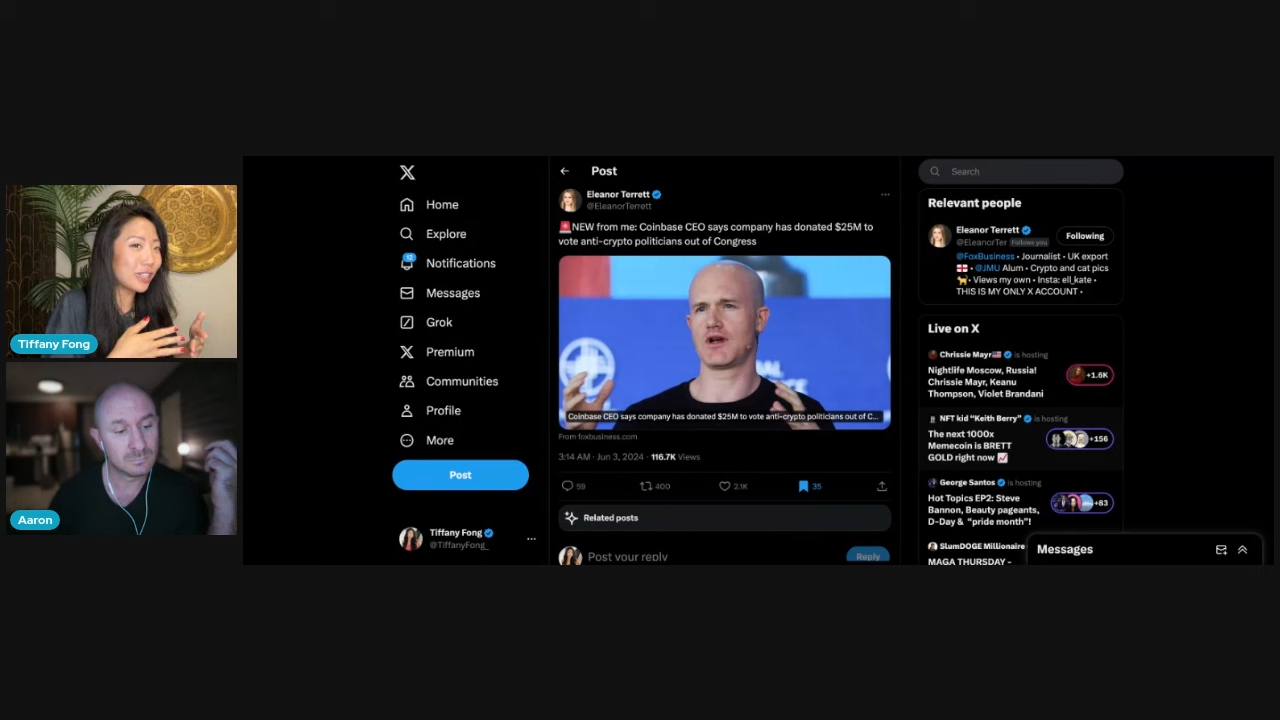 Tiffany Fong
Aaron
Home
Explore
12
Notifications
Messages
Grok
Premium
Communities
Profile
More
Post
Tiffany Fong
@TiffanyFong_
Post
Eleanor Terrett
@EleanorTerrett
🚨NEW from me: Coinbase CEO says company has donated $25M to
vote anti-crypto politicians out of Congress
Coinbase CEO says company has donated $25M to vote anti-crypto politicians out of C...
From foxbusiness.com
3:14 AM · Jun 3, 2024 · 116.7K Views
59
400
2.1K
35
Related posts
Post your reply
Reply
Search
Relevant people
Eleanor Terrett
@EleanorTer Follows you
Following
@FoxBusiness • Journalist • UK export
🏴󠁧󠁢󠁥󠁮󠁧󠁿 • @JMU Alum • Crypto and cat pics
🐈 • Views my own • Insta: ell_kate •
THIS IS MY ONLY X ACCOUNT •
Live on X
Chrissie Mayr🇺🇸 is hosting
Nightlife Moscow, Russia!
Chrissie Mayr, Keanu
Thompson, Violet Brandani
+1.6K
NFT kid “Keith Berry” is hosting
The next 1000x
Memecoin is BRETT
GOLD right now 📈
+156
George Santos is hosting
Hot Topics EP2: Steve
Bannon, Beauty pageants,
D-Day & “pride month”!
+83
SlumDOGE Millionaire
MAGA THURSDAY -
Messages